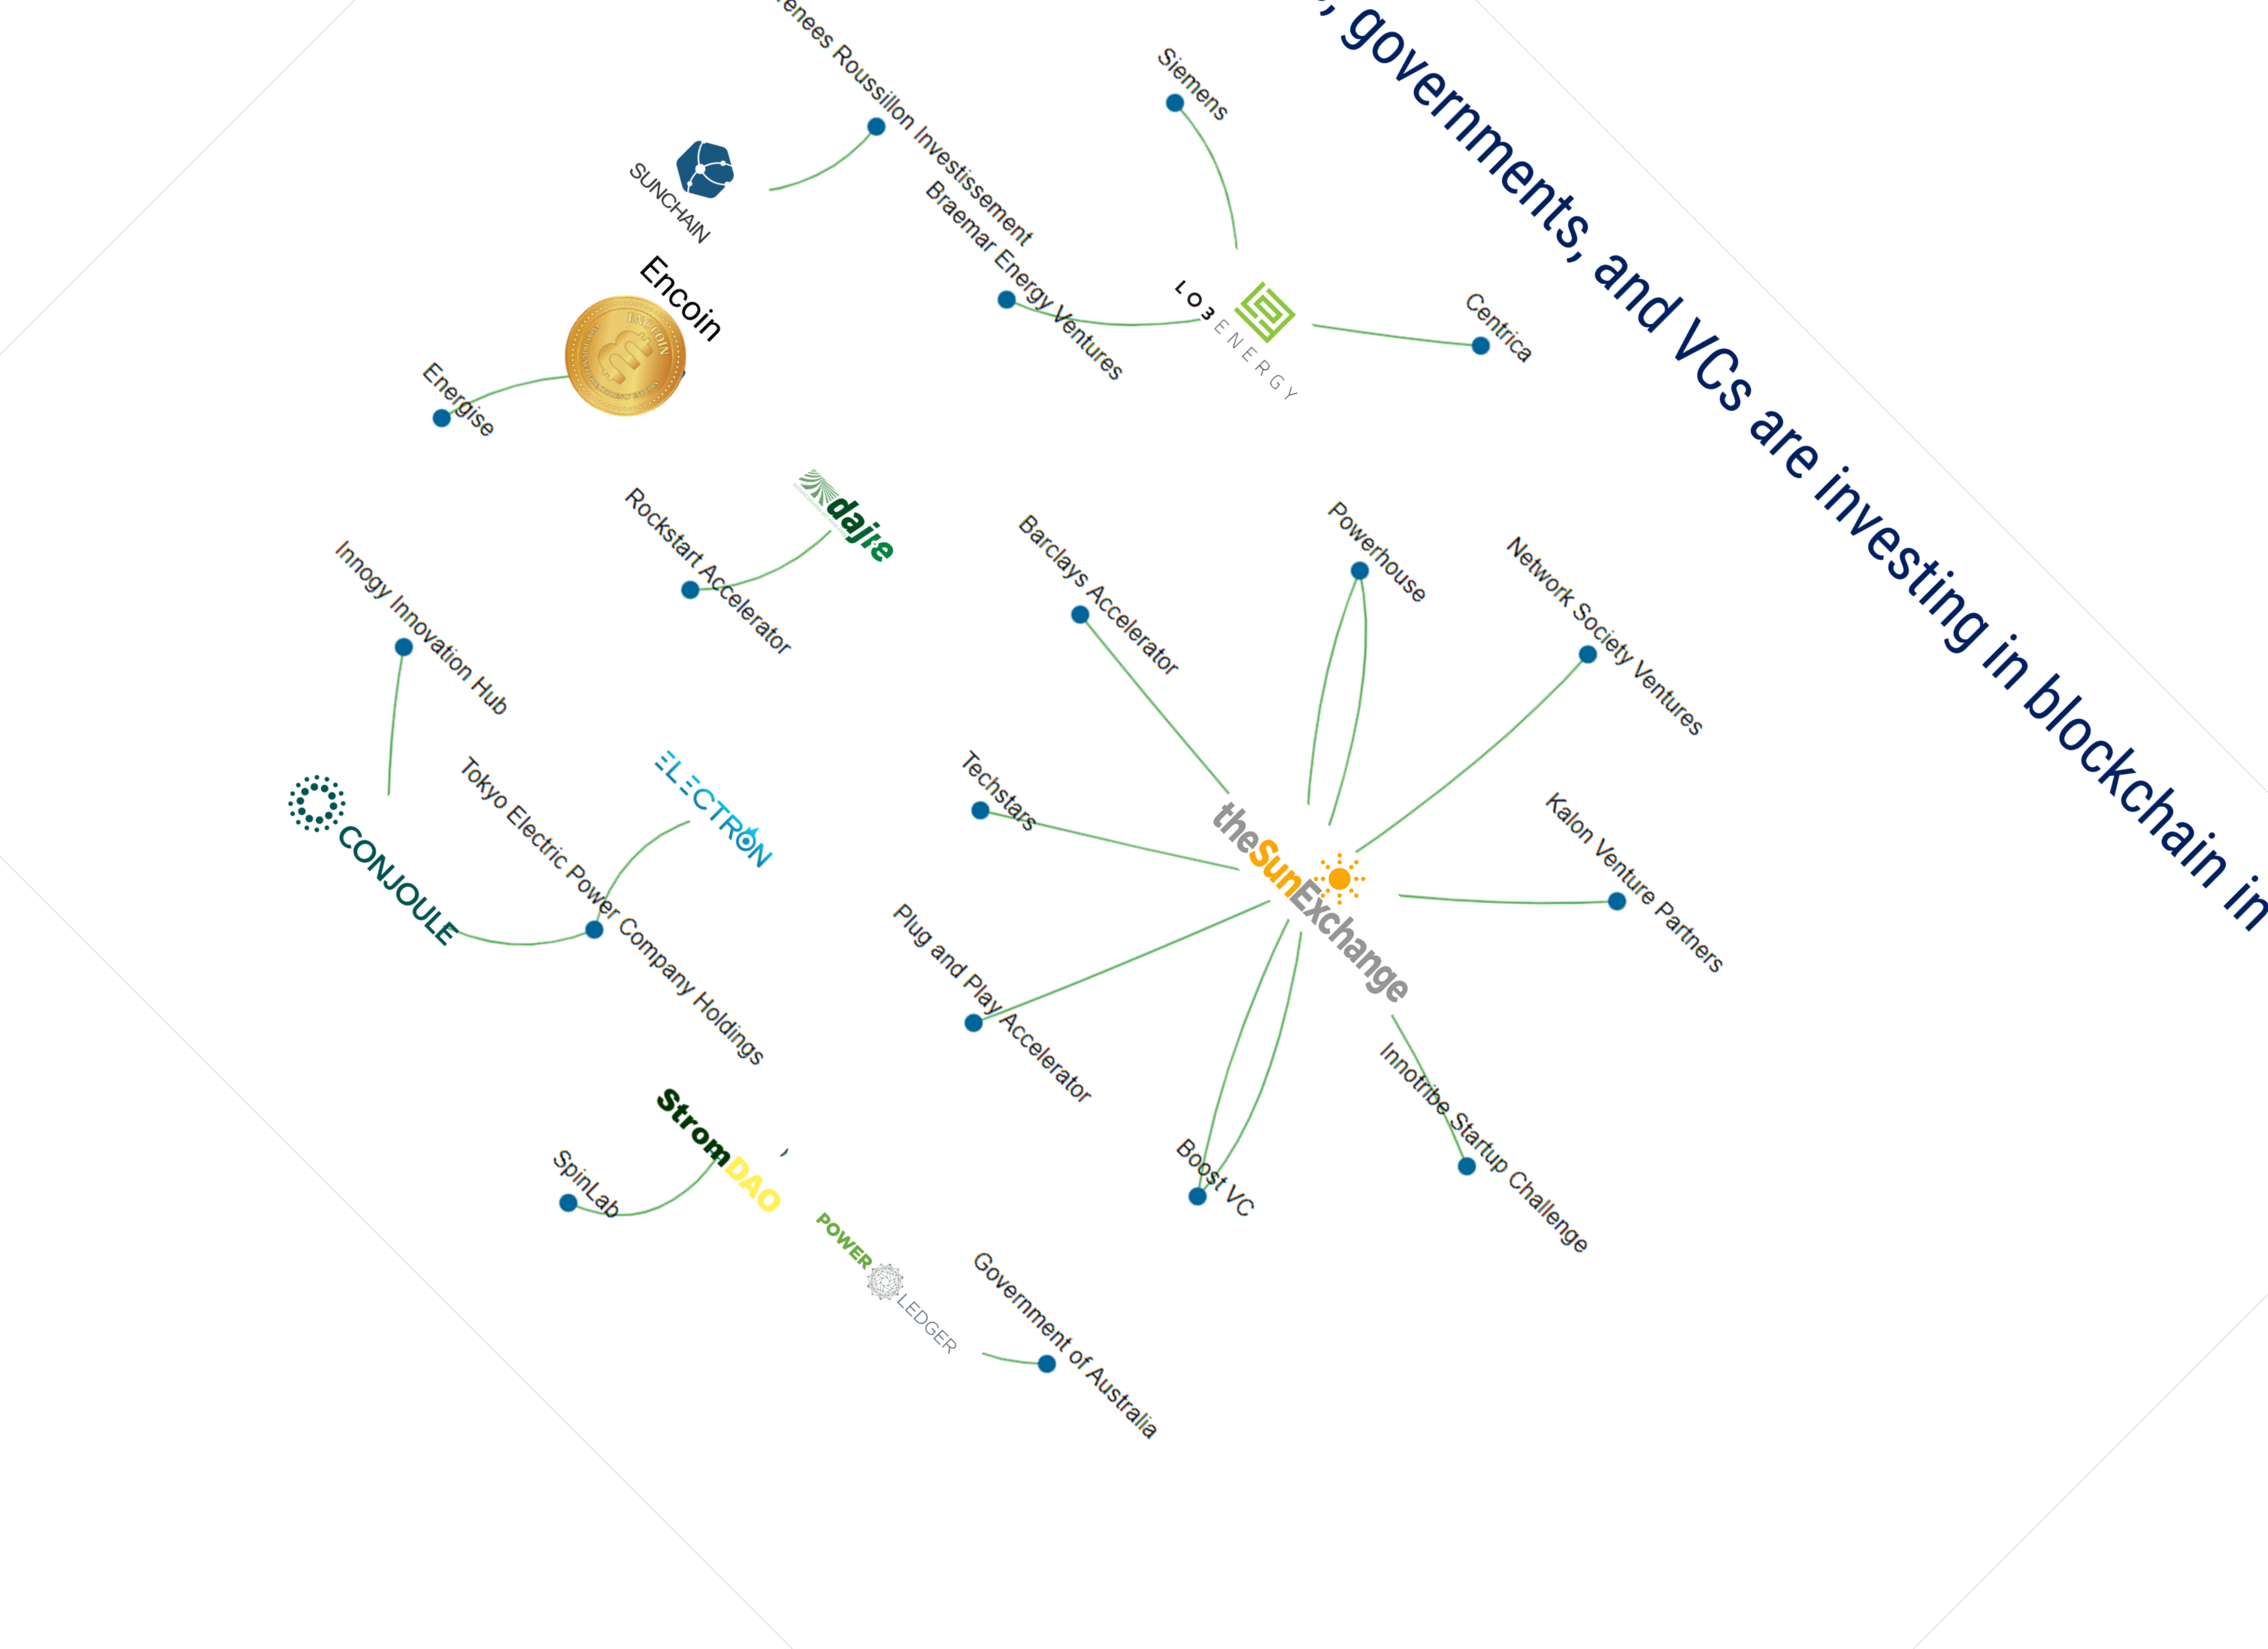 , governments, and VCs are investing in blockchain in
Roussillon Investissement
Siemens
SUNCHAIN
Braemar Energy Ventures
LO3
ENERGY
Centrica
Encoin
Energise
dajie
Rockstart Accelerator
Barclays Accelerator
Powerhouse
Network Society Ventures
Innogy Innovation Hub
Techstars
theSunExchange
Kalon Venture Partners
ELECTRON
Tokyo Electric Power Company Holdings
CONJOULE
Plug and Play Accelerator
Innotribe Startup Challenge
Boost VC
StromDAO
SpinLab
POWER LEDGER
Government of Australia